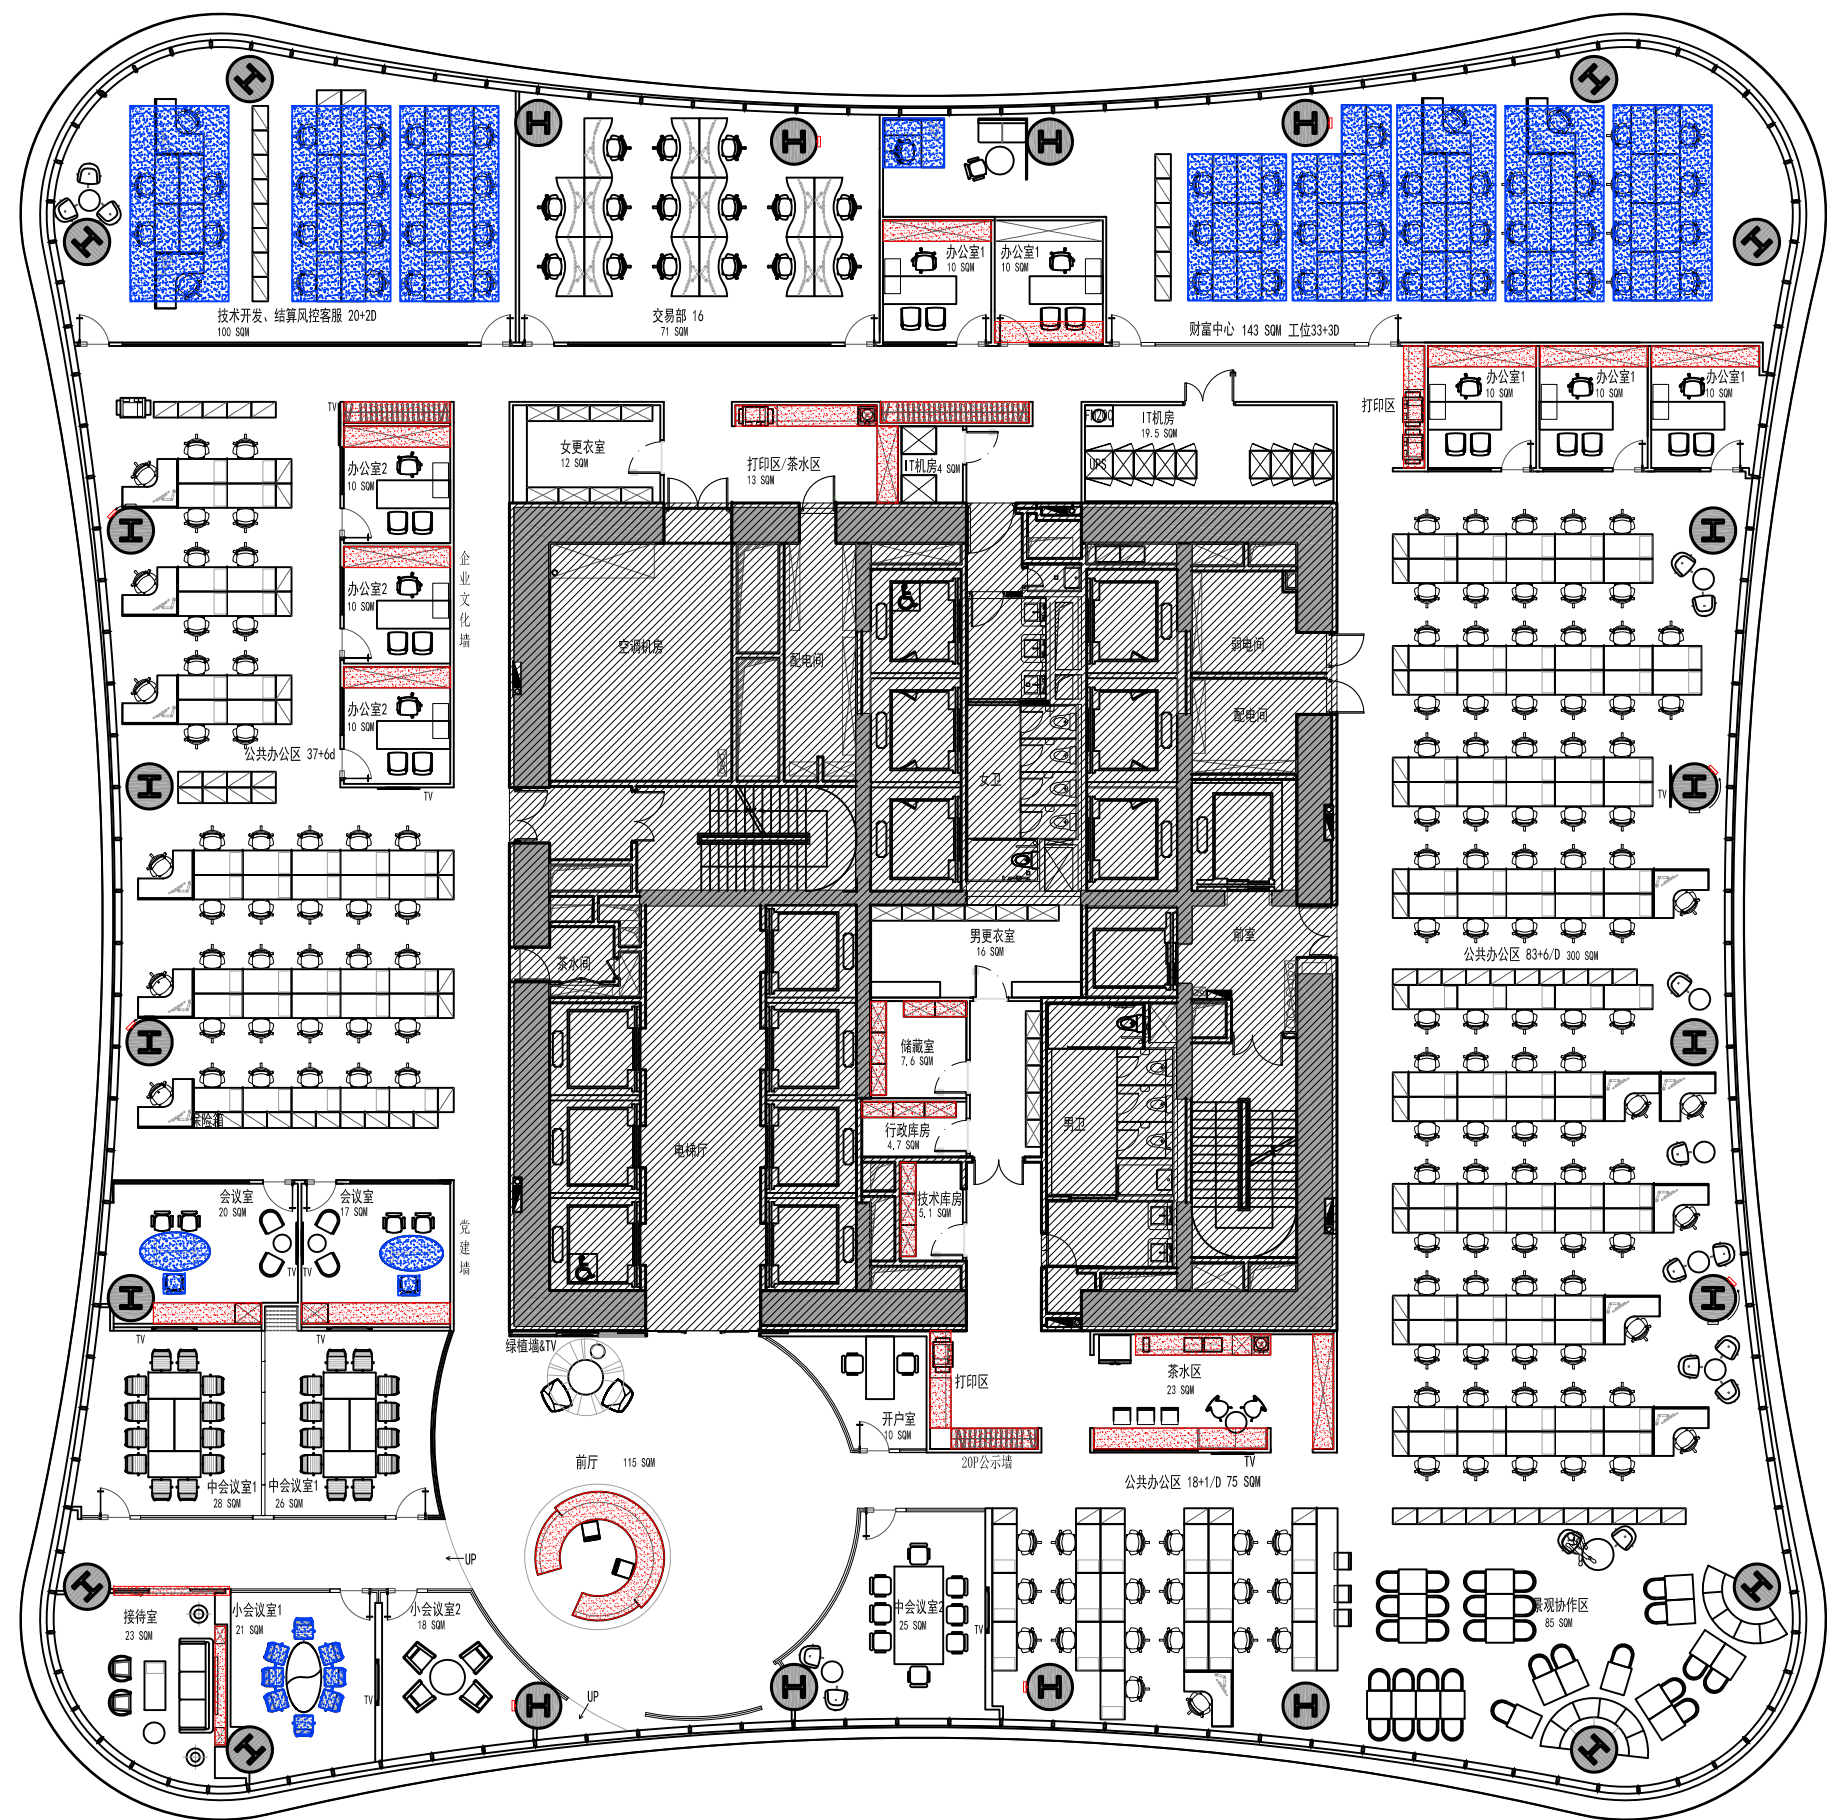 技术开发、结算风控客服 20+2D
100 SQM
交易部 16
71 SQM
办公室1
10 SQM
办公室1
10 SQM
财富中心 143 SQM 工位33+3D
办公室1
10 SQM
办公室1
10 SQM
办公室1
10 SQM
打印区
TV
女更衣室
12 SQM
打印区/茶水区
13 SQM
IT机房 4 SQM
FM200
IT机房
19.5 SQM
UPS
办公室2
10 SQM
办公室2
10 SQM
办公室2
10 SQM
企业文化墙
公共办公区 37+6d
TV
空调机房
配电间
弱电间
配电间
女卫
TV
男更衣室
16 SQM
前室
公共办公区 83+6/D 300 SQM
茶水间
储藏室
7.6 SQM
行政库房
4.7 SQM
男卫
保险箱
电梯厅
技术库房
5.1 SQM
会议室
20 SQM
会议室
17 SQM
党建墙
TV
TV
TV
TV
绿植墙&TV
打印区
茶水区
23 SQM
开户室
10 SQM
20P公示墙
TV
前厅 115 SQM
公共办公区 18+1/D 75 SQM
中会议室1
28 SQM
中会议室1
26 SQM
UP
接待室
23 SQM
小会议室1
21 SQM
小会议室2
18 SQM
中会议室2
25 SQM
TV
景观协作区
85 SQM
TV
UP